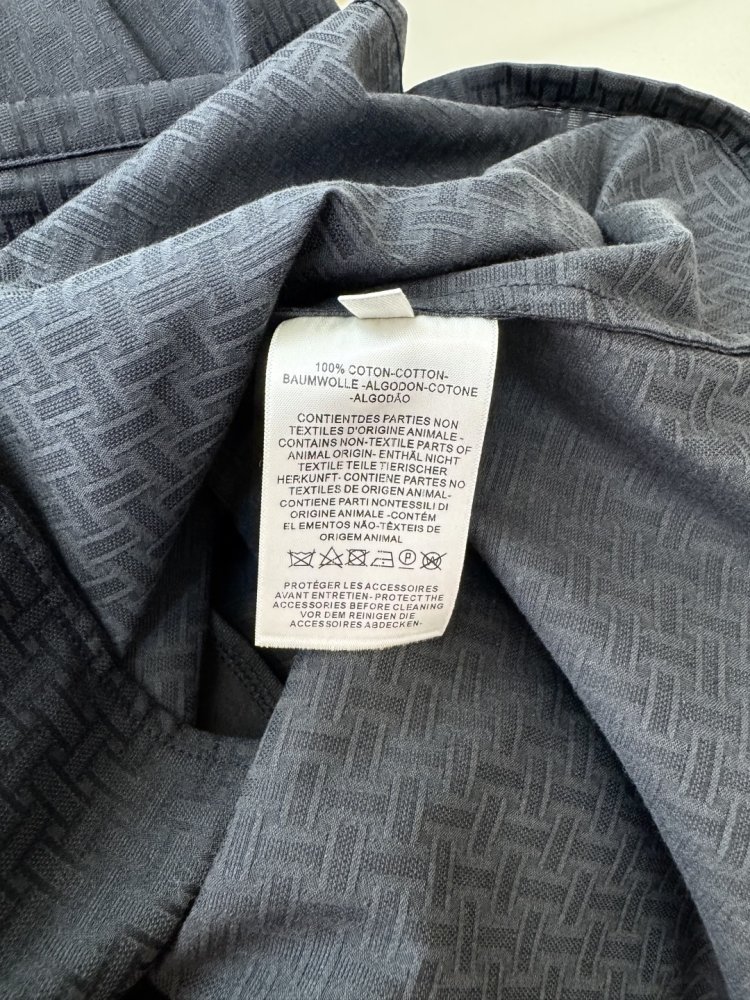 100% COTON-COTTON-
BAUMWOLLE -ALGODON-COTONE
-ALGODÃO
CONTIENTDES PARTIES NON
TEXTILES D'ORIGINE ANIMALE -
CONTAINS NON-TEXTILE PARTS OF
ANIMAL ORIGIN- ENTHÄL NICHT
TEXTILE TEILE TIERISCHER
HERKUNFT- CONTIENE PARTES NO
TEXTILES DE ORIGEN ANIMAL-
CONTIENE PARTI NONTESSILI DI
ORIGINE ANIMALE -CONTÉM
ELEMENTOS NÃO-TÊXTEIS DE
ORIGEM ANIMAL
P W
PROTÉGER LES ACCESSOIRES
AVANT ENTRETIEN- PROTECT THE
ACCESSORIES BEFORE CLEANING
VOR DEM REINIGEN DIE
ACCESSOIRES ABDECKEN-